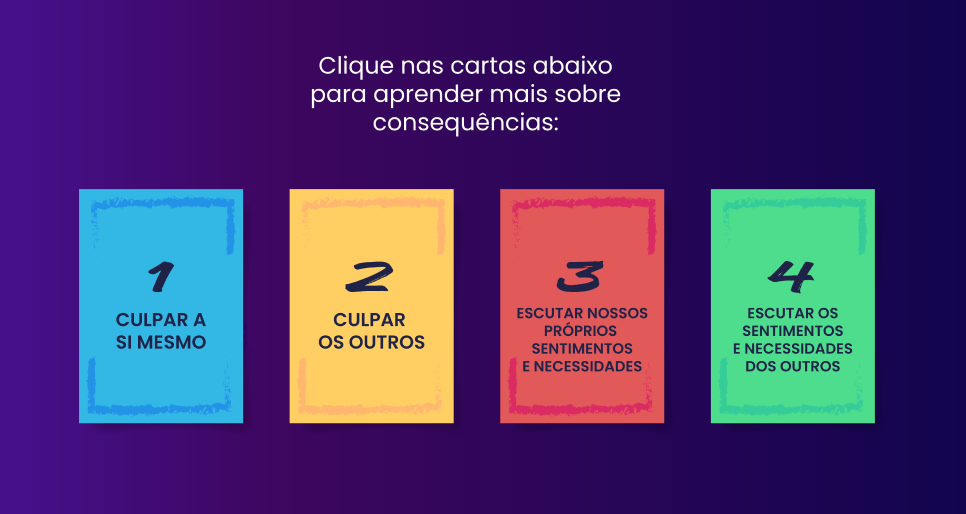 Clique nas cartas abaixo
para aprender mais sobre
consequências:
1
CULPAR A
SI MESMO
2
CULPAR
OS OUTROS
3
ESCUTAR NOSSOS
PRÓPRIOS
SENTIMENTOS
E NECESSIDADES
4
ESCUTAR OS
SENTIMENTOS
E NECESSIDADES
DOS OUTROS